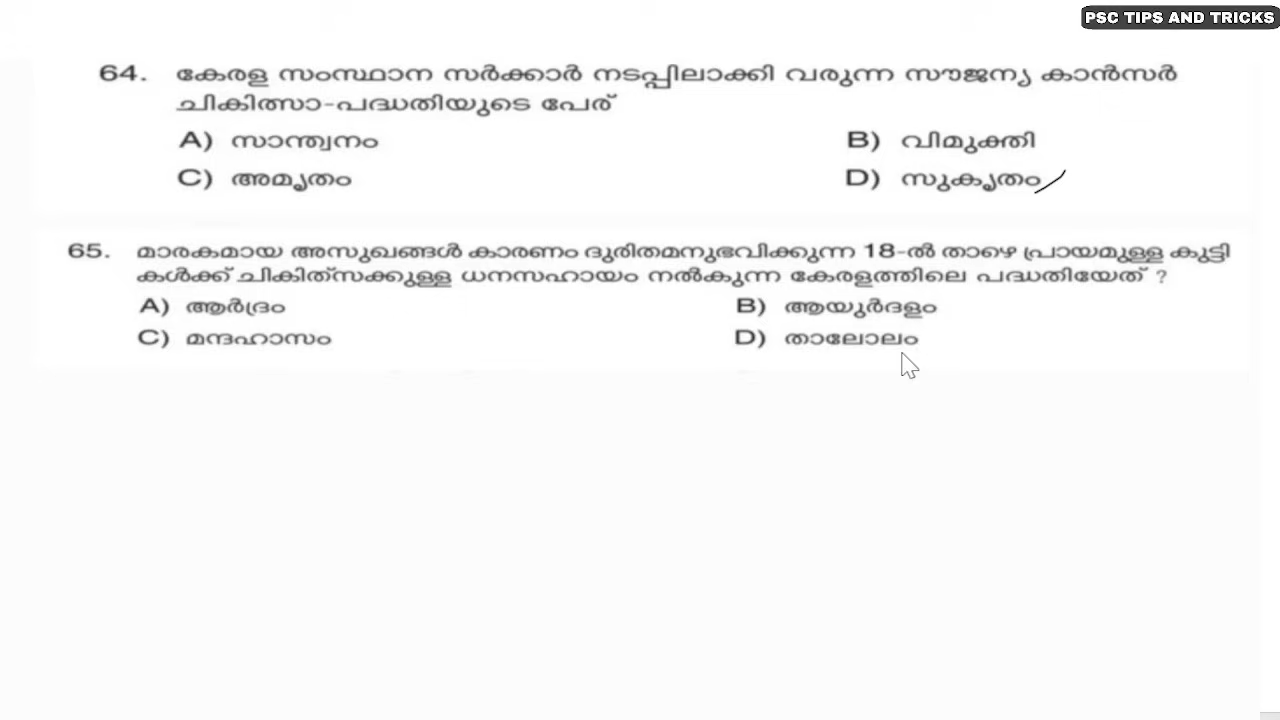 PSC TIPS AND TRICKS
64. കേരള സംസ്ഥാന സർക്കാർ നടപ്പിലാക്കി വരുന്ന സൗജന്യ കാൻസർ
ചികിത്സാ-പദ്ധതിയുടെ പേര്
A) സാന്ത്വനം B) വിമുക്തി
C) അമൃതം D) സുകൃതം
65. മാരകമായ അസുഖങ്ങൾ കാരണം ദുരിതമനുഭവിക്കുന്ന 18-ൽ താഴെ പ്രായമുള്ള കുട്ടി
കൾക്ക് ചികിത്സക്കുള്ള ധനസഹായം നൽകുന്ന കേരളത്തിലെ പദ്ധതിയേത് ?
A) ആർദ്രം B) ആയുർദളം
C) മന്ദഹാസം D) താലോലം